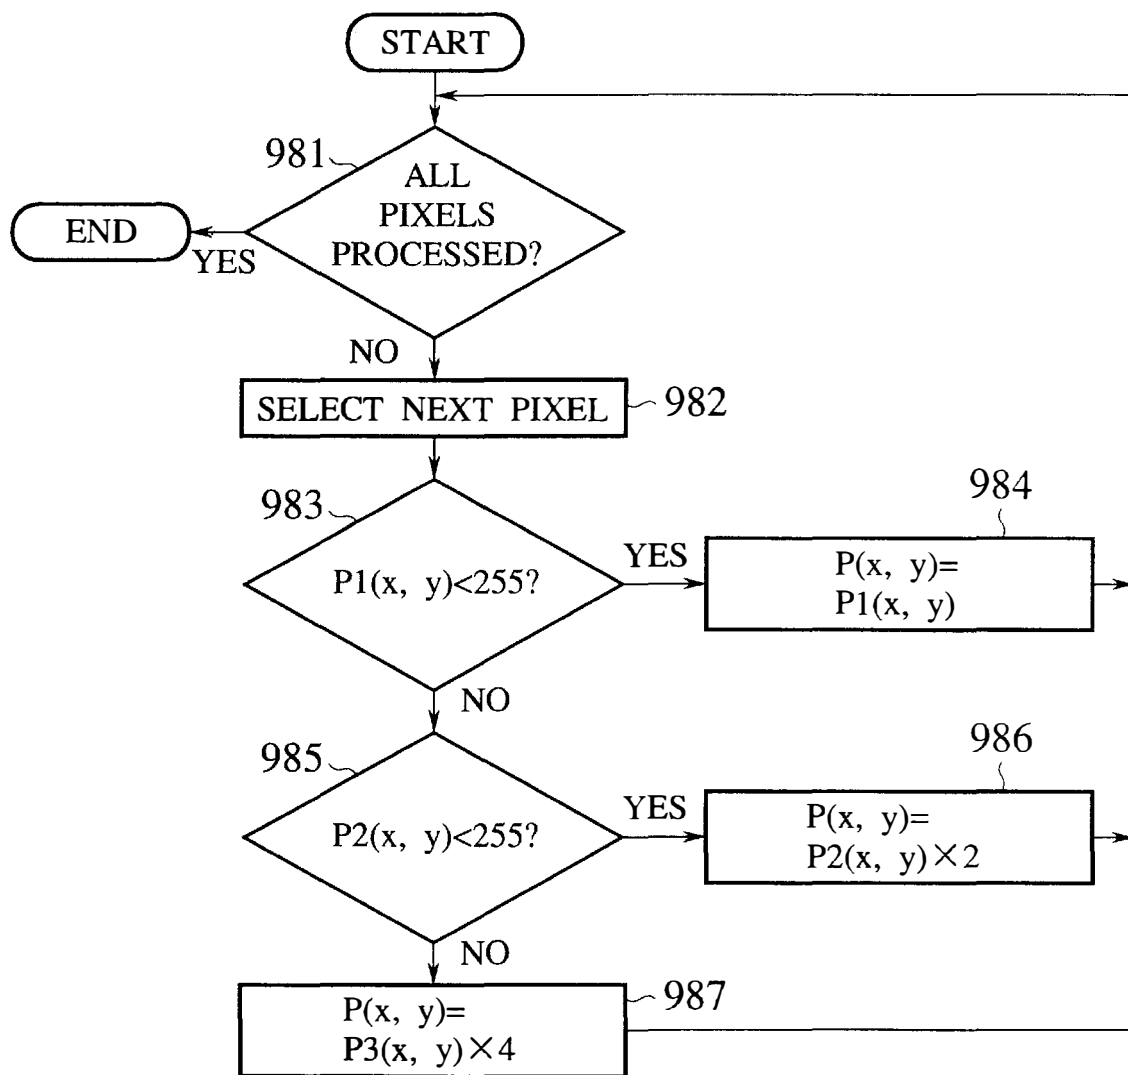 START
981
ALL
PIXELS
PROCESSED?
END
YES
NO
SELECT NEXT PIXEL
982
983
P1(x, y)<255?
YES
984
P(x, y)=
P1(x, y)
NO
985
P2(x, y)<255?
YES
986
P(x, y)=
P2(x, y)×2
NO
987
P(x, y)=
P3(x, y)×4